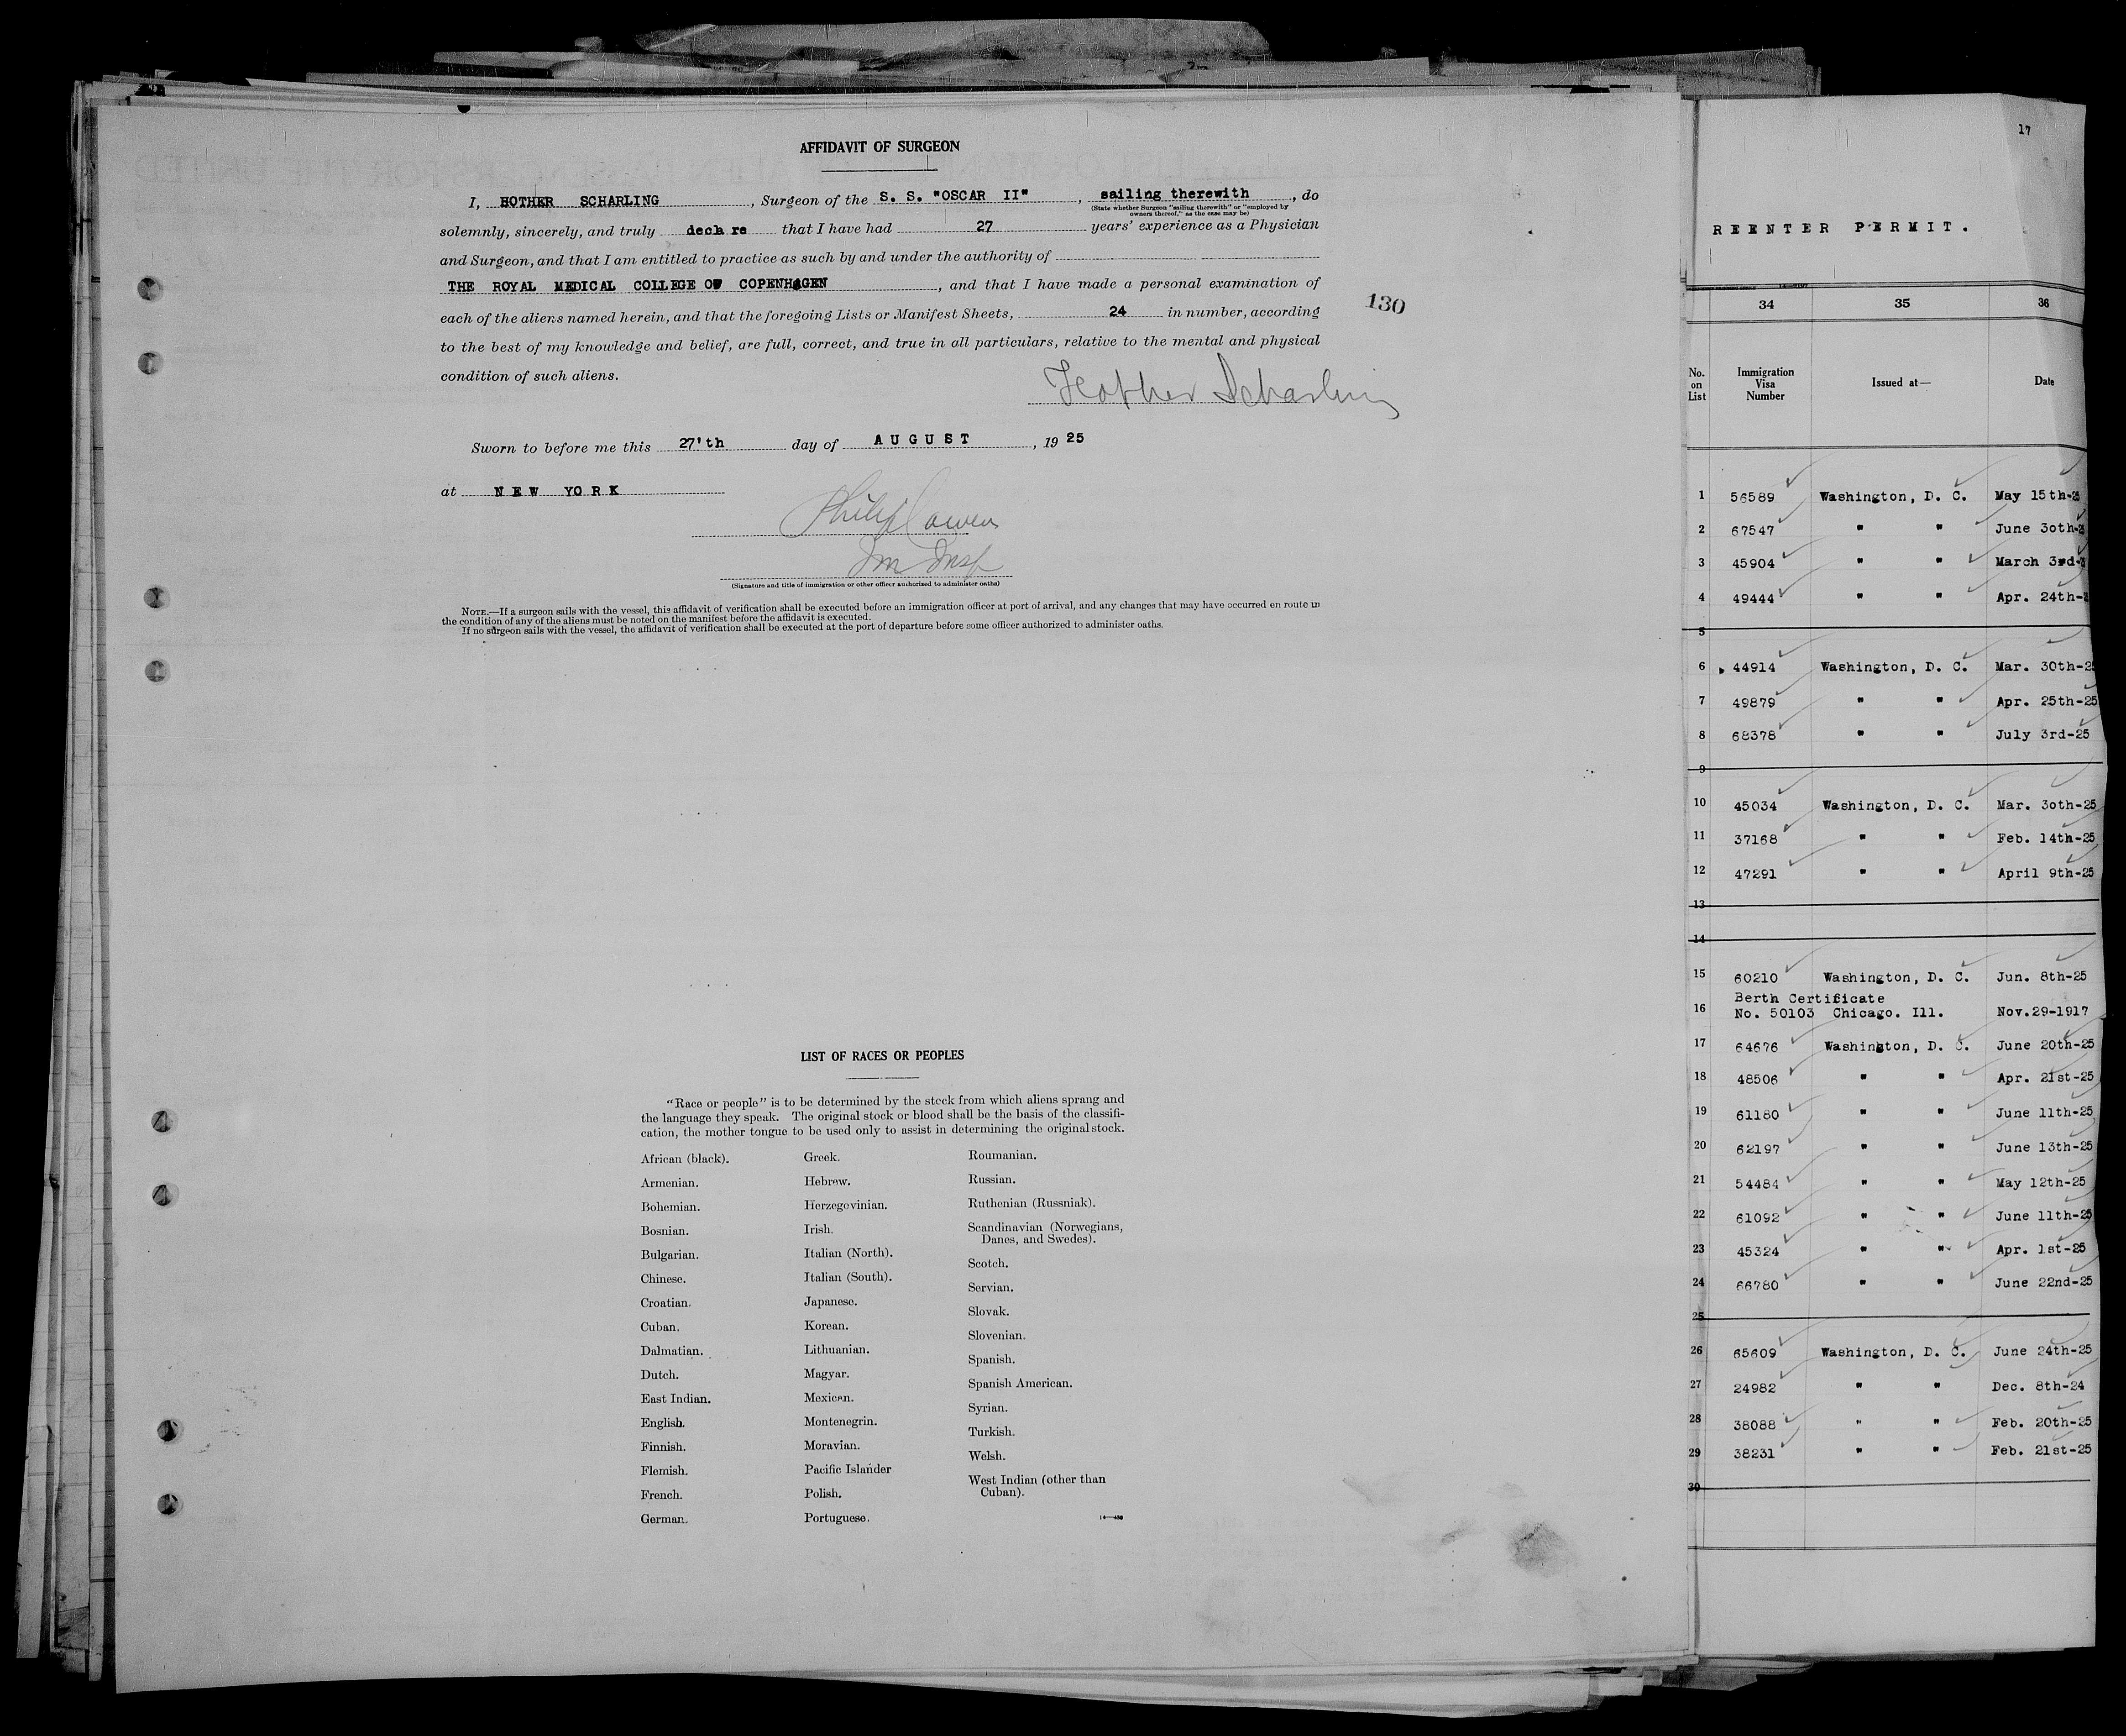 AFFIDAVIT OF SURGEON
I, HOTHER SCHARLING, Surgeon of the S. S. "OSCAR II", sailing therewith, do
(State whether Surgeon "sailing therewith" or "employed by
owners thereof," as the case may be)
solemnly, sincerely, and truly declare that I have had 27 years' experience as a Physician
and Surgeon, and that I am entitled to practice as such by and under the authority of
THE ROYAL MEDICAL COLLEGE OF COPENHAGEN, and that I have made a personal examination of
each of the aliens named herein, and that the foregoing Lists or Manifest Sheets, 24 in number, according
to the best of my knowledge and belief, are full, correct, and true in all particulars, relative to the mental and physical
condition of such aliens.
130
Hother Scharling
Sworn to before me this 27'th day of AUGUST, 19 25
at NEW YORK
Philip Cowen
Im Insp
(Signature and title of immigration or other officer authorized to administer oaths)
NOTE.—If a surgeon sails with the vessel, this affidavit of verification shall be executed before an immigration officer at port of arrival, and any changes that may have occurred en route in
the condition of any of the aliens must be noted on the manifest before the affidavit is executed.
If no surgeon sails with the vessel, the affidavit of verification shall be executed at the port of departure before some officer authorized to administer oaths.
LIST OF RACES OR PEOPLES
"Race or people" is to be determined by the stock from which aliens sprang and
the language they speak. The original stock or blood shall be the basis of the classifi-
cation, the mother tongue to be used only to assist in determining the original stock.
African (black).
Armenian.
Bohemian.
Bosnian.
Bulgarian.
Chinese.
Croatian.
Cuban.
Dalmatian.
Dutch.
East Indian.
English.
Finnish.
Flemish.
French.
German.
Greek.
Hebrew.
Herzegovinian.
Irish.
Italian (North).
Italian (South).
Japanese.
Korean.
Lithuanian.
Magyar.
Mexican.
Montenegrin.
Moravian.
Pacific Islander
Polish.
Portuguese.
Roumanian.
Russian.
Ruthenian (Russniak).
Scandinavian (Norwegians,
Danes, and Swedes).
Scotch.
Servian.
Slovak.
Slovenian.
Spanish.
Spanish American.
Syrian.
Turkish.
Welsh.
West Indian (other than
Cuban).
17
REENTER PERMIT.
34 35 36
No. on List Immigration Visa Number Issued at— Date
1 56589 Washington, D. C. May 15th-25
2 67547 " " June 3oth-25
3 45904 " " March 3rd-25
4 49444 " " Apr. 24th-25
5
6 44914 Washington, D. C. Mar. 30th-25
7 49879 " " Apr. 25th-25
8 68378 " " July 3rd-25
9
10 45034 Washington, D. C. Mar. 3oth-25
11 37168 " " Feb. 14th-25
12 47291 " " April 9th-25
13
14
15 60210 Washington, D. C. Jun. 8th-25
Berth Certificate
16 No. 50103 Chicago. Ill. Nov.29-1917
17 64676 Washington, D. C. June 20th-25
18 48506 " " Apr. 21st-25
19 61180 " " June 11th-25
20 62197 " " June 13th-25
21 54484 " " May 12th-25
22 61092 " " June 11th-25
23 45324 " " Apr. 1st-25
24 66780 " " June 22nd-25
25
26 65609 Washington, D. C. June 24th-25
27 24982 " " Dec. 8th-24
28 38088 " " Feb. 20th-25
29 38231 " " Feb. 21st-25
30